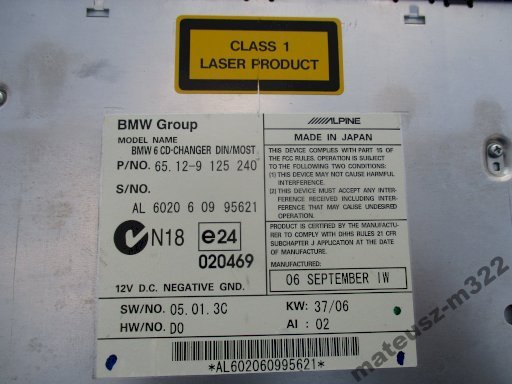 CLASS 1
LASER PRODUCT
BMW Group
MODEL NAME
BMW 6 CD-CHANGER DIN/MOST
P/NO. 65.12-9 125 240
S/NO.
AL 6020 6 09 95621
N18 e24
020469
12V D.C. NEGATIVE GND.
SW/NO. 05.01.3C
HW/NO. D0
ALPINE
MADE IN JAPAN
THIS DEVICE COMPLIES WITH PART 15 OF
THE FCC RULES. OPERATION IS SUBJECT
TO THE FOLLOWING TWO CONDITIONS:
(1) THIS DEVICE MAY NOT CAUSE HARMFUL
INTERFERENCE.
(2) THIS DEVICE MUST ACCEPT ANY INTER-
FERENCE RECEIVED INCLUDING INTER-
FERENCE THAT MAY CAUSE UNDESIRED
OPERATION.
PRODUCT IS CERTIFIED BY THE MANUFACTU-
RER TO COMPLY WITH DHHS RULES 21 CFR
SUBCHAPTER J APPLICATION AT THE DATE
OF MANUFACTURE.
06 SEPTEMBER IW
KW: 37/06
AI : 02
*AL602060995621*
mateusz-m322